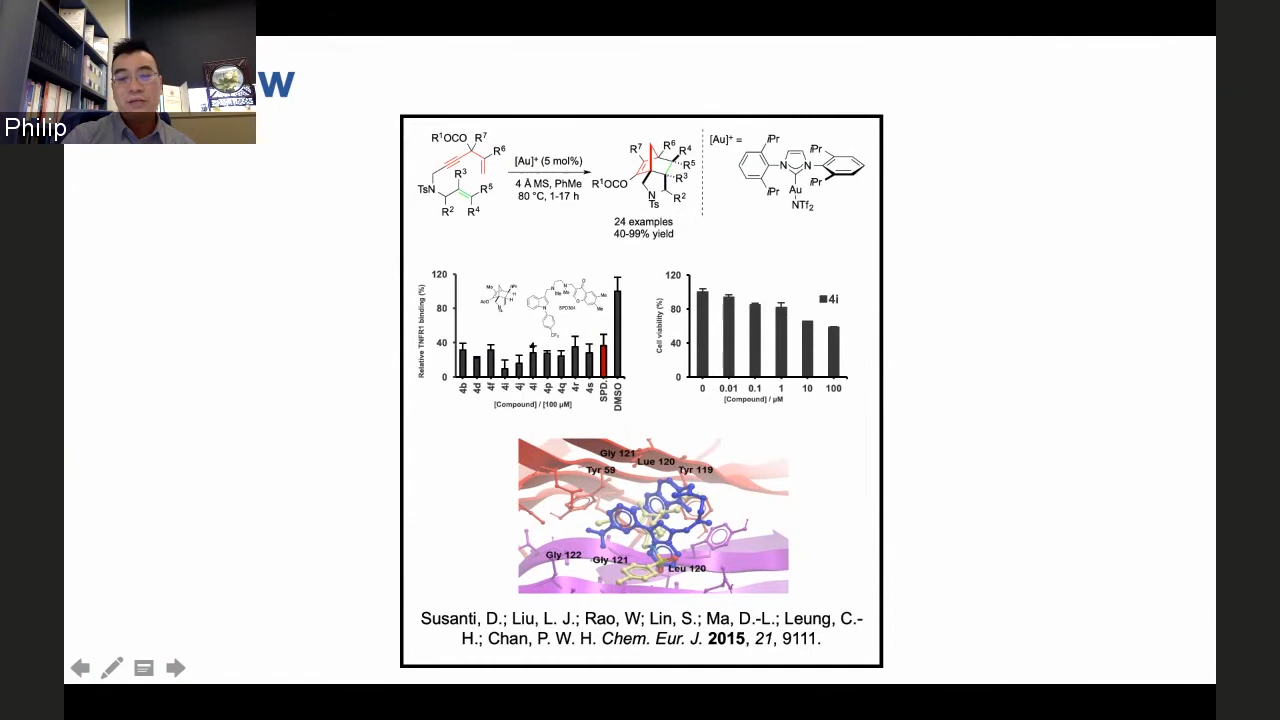 w
Philip
R¹OCO R⁷
R⁶
R³
TsN
R⁵
R² R⁴
[Au]⁺ (5 mol%)
4 Å MS, PhMe
80 °C, 1-17 h
R⁷ R⁶ R⁴
R⁵
R³
R¹OCO
R²
N
Ts
24 examples
40-99% yield
[Au]⁺ =
iPr iPr
N N
iPr iPr
Au
NTf₂
Relative TNFR1 binding (%)
120
80
40
0
SPD304
CF₃
4b 4d 4f 4i 4j 4l 4p 4q 4r 4s SPD. DMSO
[Compound] / [100 µM]
Cell viability (%)
120
80
40
0
4i
0 0.01 0.1 1 10 100
[Compound] / µM
Gly 121
Lue 120
Tyr 59 Tyr 119
Gly 122 Gly 121
Leu 120
Susanti, D.; Liu, L. J.; Rao, W; Lin, S.; Ma, D.-L.; Leung, C.-
H.; Chan, P. W. H. Chem. Eur. J. 2015, 21, 9111.